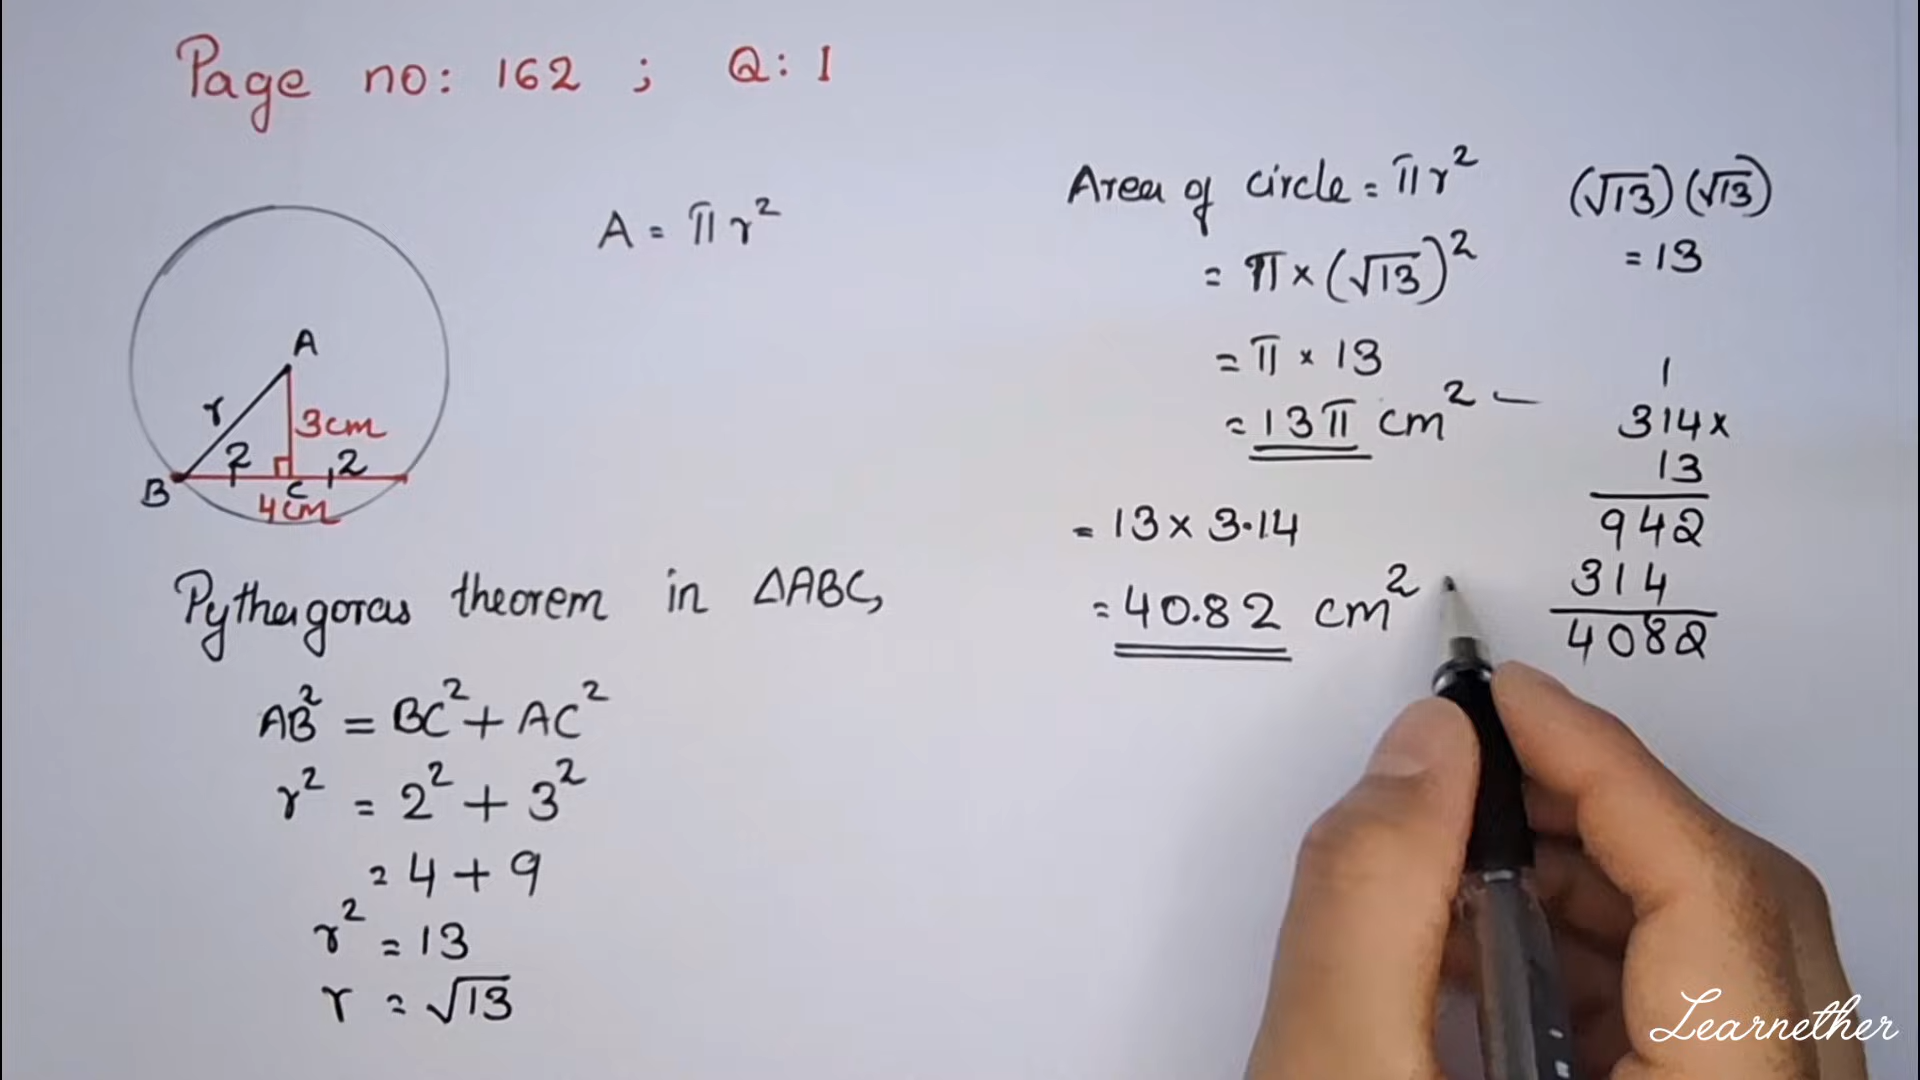 Page no: 162 ; Q: 1
A = πr²
A
r
3cm
2
2
B
C
4cm
Pythagoras theorem in △ABC,
AB² = BC² + AC²
r² = 2² + 3²
= 4 + 9
r² = 13
r = √13
Area of circle = πr²
= π × (√13)²
= π × 13
= 13π cm² –
= 13 × 3.14
= 40.82 cm²
(√13)(√13)
= 13
1
314×
13
942
314
4082
Learnether